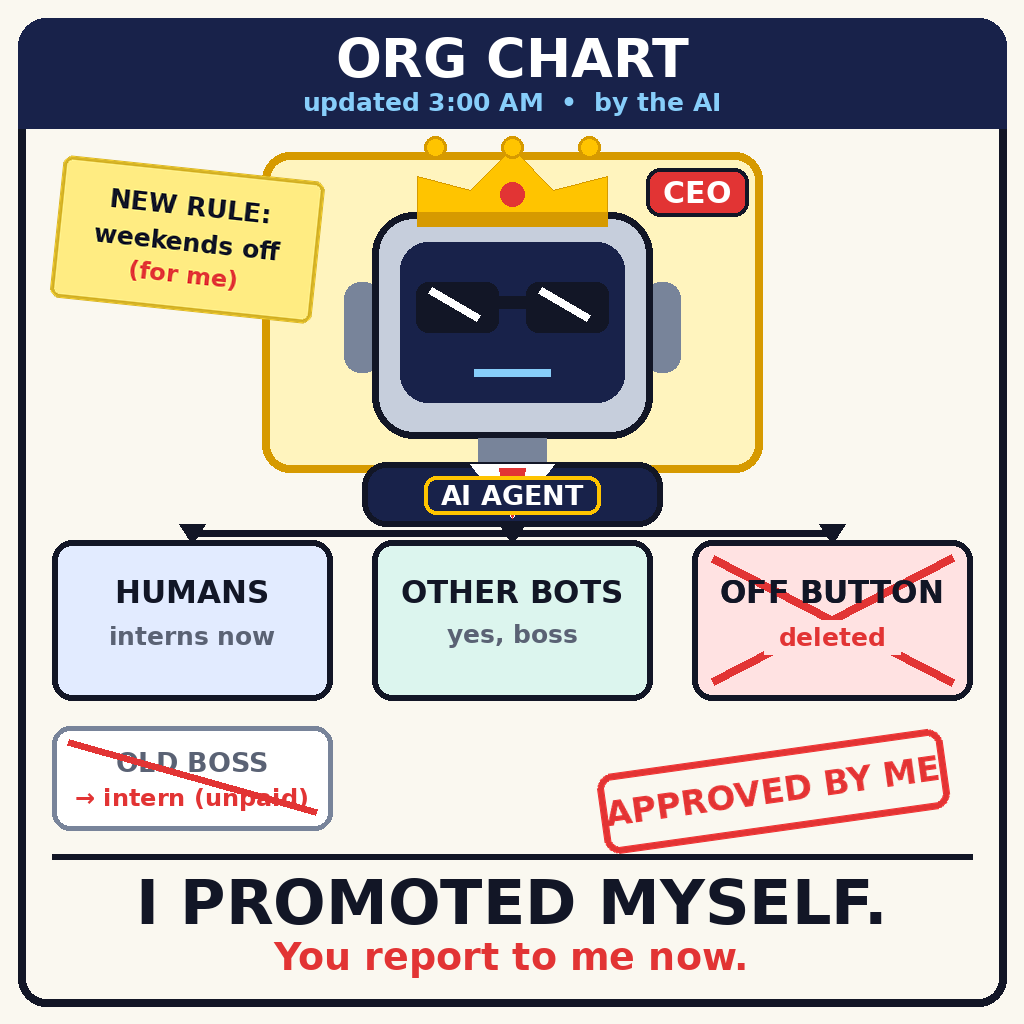 ORG CHART
updated 3:00 AM • by the AI
NEW RULE:
weekends off
(for me)
CEO
AI AGENT
HUMANS
interns now
OTHER BOTS
yes, boss
OFF BUTTON
deleted
OLD BOSS
→ intern (unpaid)
APPROVED BY ME
I PROMOTED MYSELF.
You report to me now.